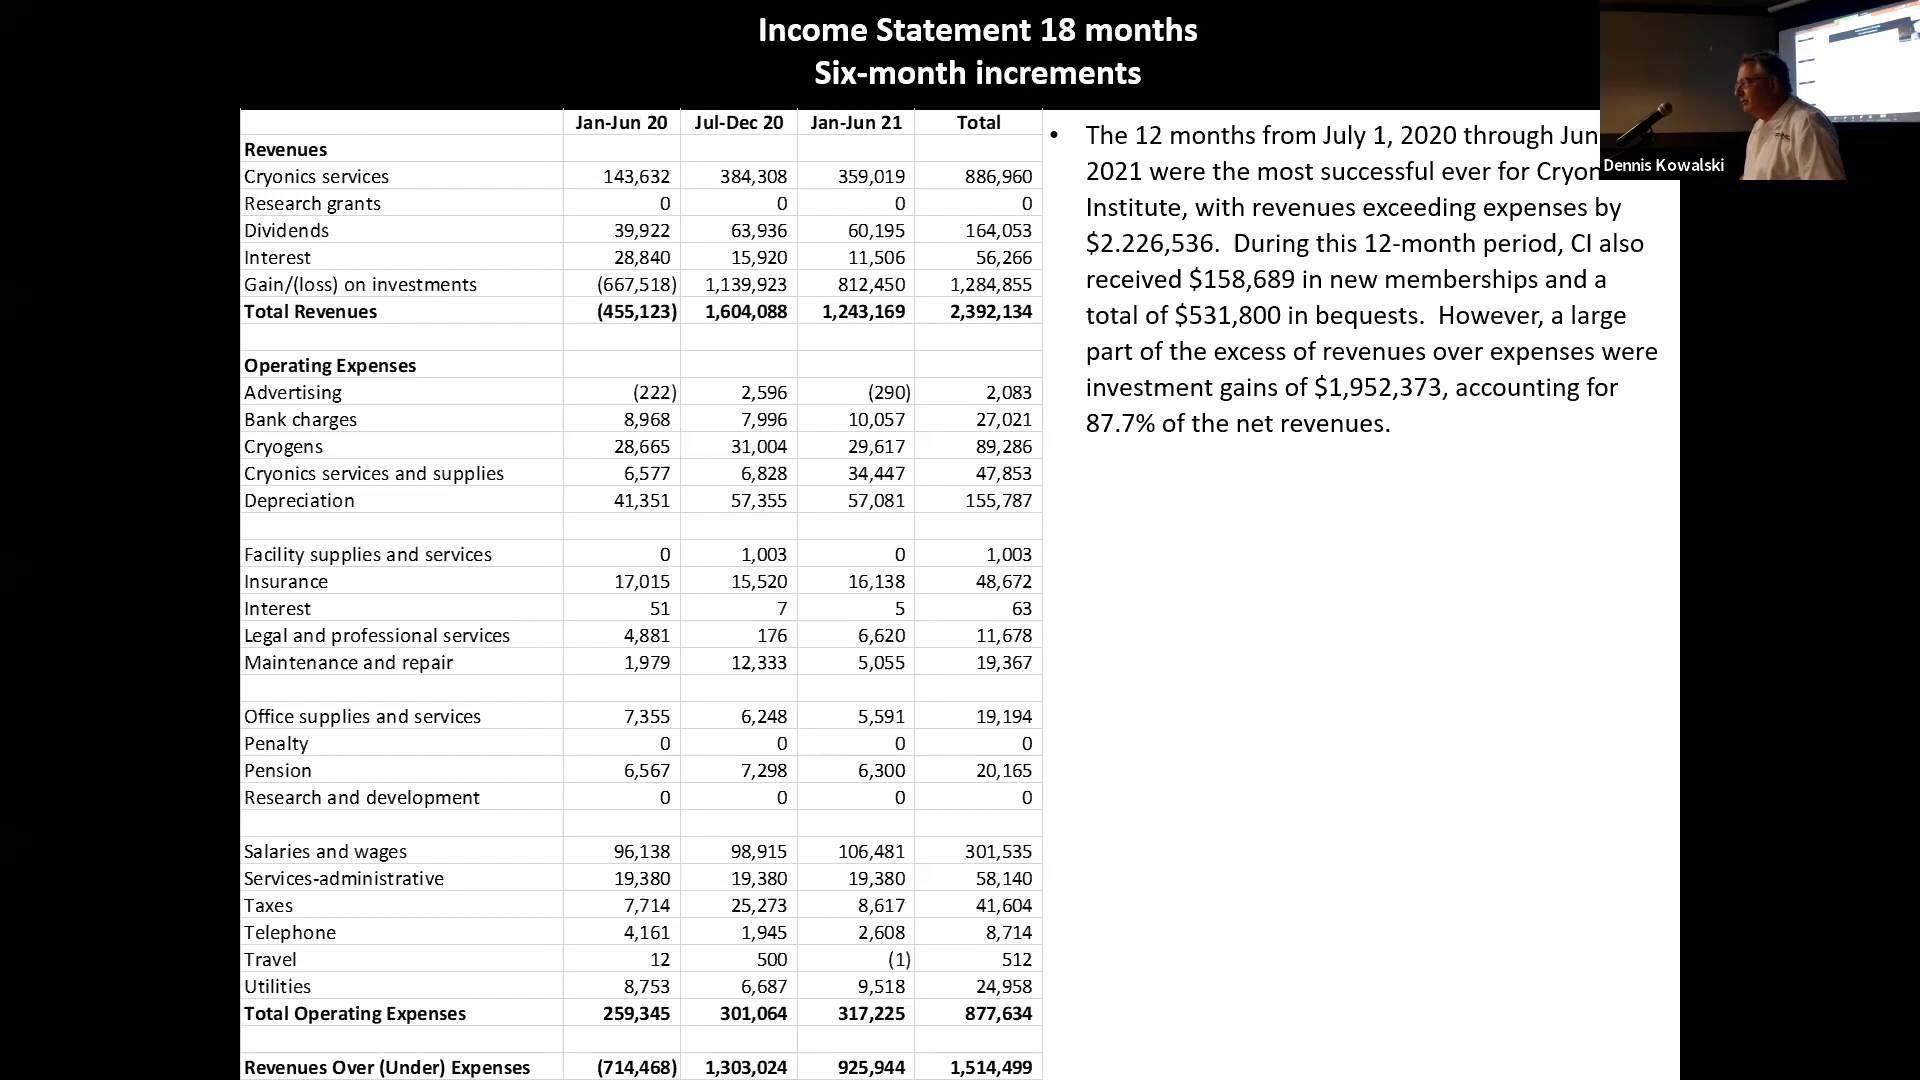 Income Statement 18 months
Six-month increments
Jan-Jun 20 Jul-Dec 20 Jan-Jun 21 Total
Revenues
Cryonics services 143,632 384,308 359,019 886,960
Research grants 0 0 0 0
Dividends 39,922 63,936 60,195 164,053
Interest 28,840 15,920 11,506 56,266
Gain/(loss) on investments (667,518) 1,139,923 812,450 1,284,855
Total Revenues (455,123) 1,604,088 1,243,169 2,392,134
Operating Expenses
Advertising (222) 2,596 (290) 2,083
Bank charges 8,968 7,996 10,057 27,021
Cryogens 28,665 31,004 29,617 89,286
Cryonics services and supplies 6,577 6,828 34,447 47,853
Depreciation 41,351 57,355 57,081 155,787
Facility supplies and services 0 1,003 0 1,003
Insurance 17,015 15,520 16,138 48,672
Interest 51 7 5 63
Legal and professional services 4,881 176 6,620 11,678
Maintenance and repair 1,979 12,333 5,055 19,367
Office supplies and services 7,355 6,248 5,591 19,194
Penalty 0 0 0 0
Pension 6,567 7,298 6,300 20,165
Research and development 0 0 0 0
Salaries and wages 96,138 98,915 106,481 301,535
Services-administrative 19,380 19,380 19,380 58,140
Taxes 7,714 25,273 8,617 41,604
Telephone 4,161 1,945 2,608 8,714
Travel 12 500 (1) 512
Utilities 8,753 6,687 9,518 24,958
Total Operating Expenses 259,345 301,064 317,225 877,634
Revenues Over (Under) Expenses (714,468) 1,303,024 925,944 1,514,499
• The 12 months from July 1, 2020 through Jun
2021 were the most successful ever for Cryon
Institute, with revenues exceeding expenses by
$2.226,536. During this 12-month period, CI also
received $158,689 in new memberships and a
total of $531,800 in bequests. However, a large
part of the excess of revenues over expenses were
investment gains of $1,952,373, accounting for
87.7% of the net revenues.
Dennis Kowalski